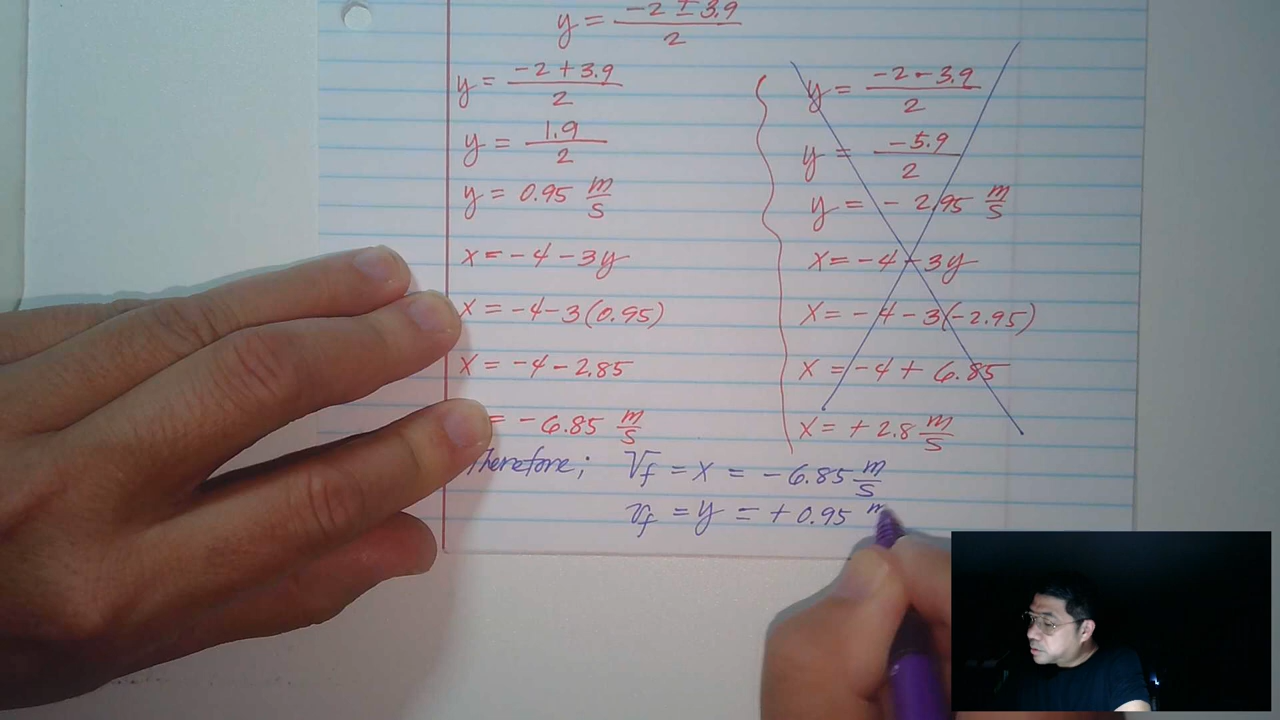 y = -2 ± 3.9 / 2
y = -2 + 3.9 / 2
y = 1.9 / 2
y = 0.95 m/s
x = -4 - 3y
x = -4 - 3(0.95)
x = -4 - 2.85
= -6.85 m/s
y = -2 - 3.9 / 2
y = -5.9 / 2
y = -2.95 m/s
x = -4 - 3y
x = -4 - 3(-2.95)
x = -4 + 6.85
x = +2.8 m/s
Therefore; Vf = x = -6.85 m/s
vf = y = +0.95 m